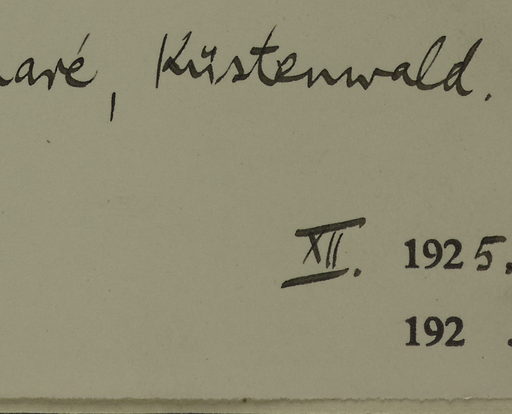 aré, Küstenwald.
XII. 1925.
192 .